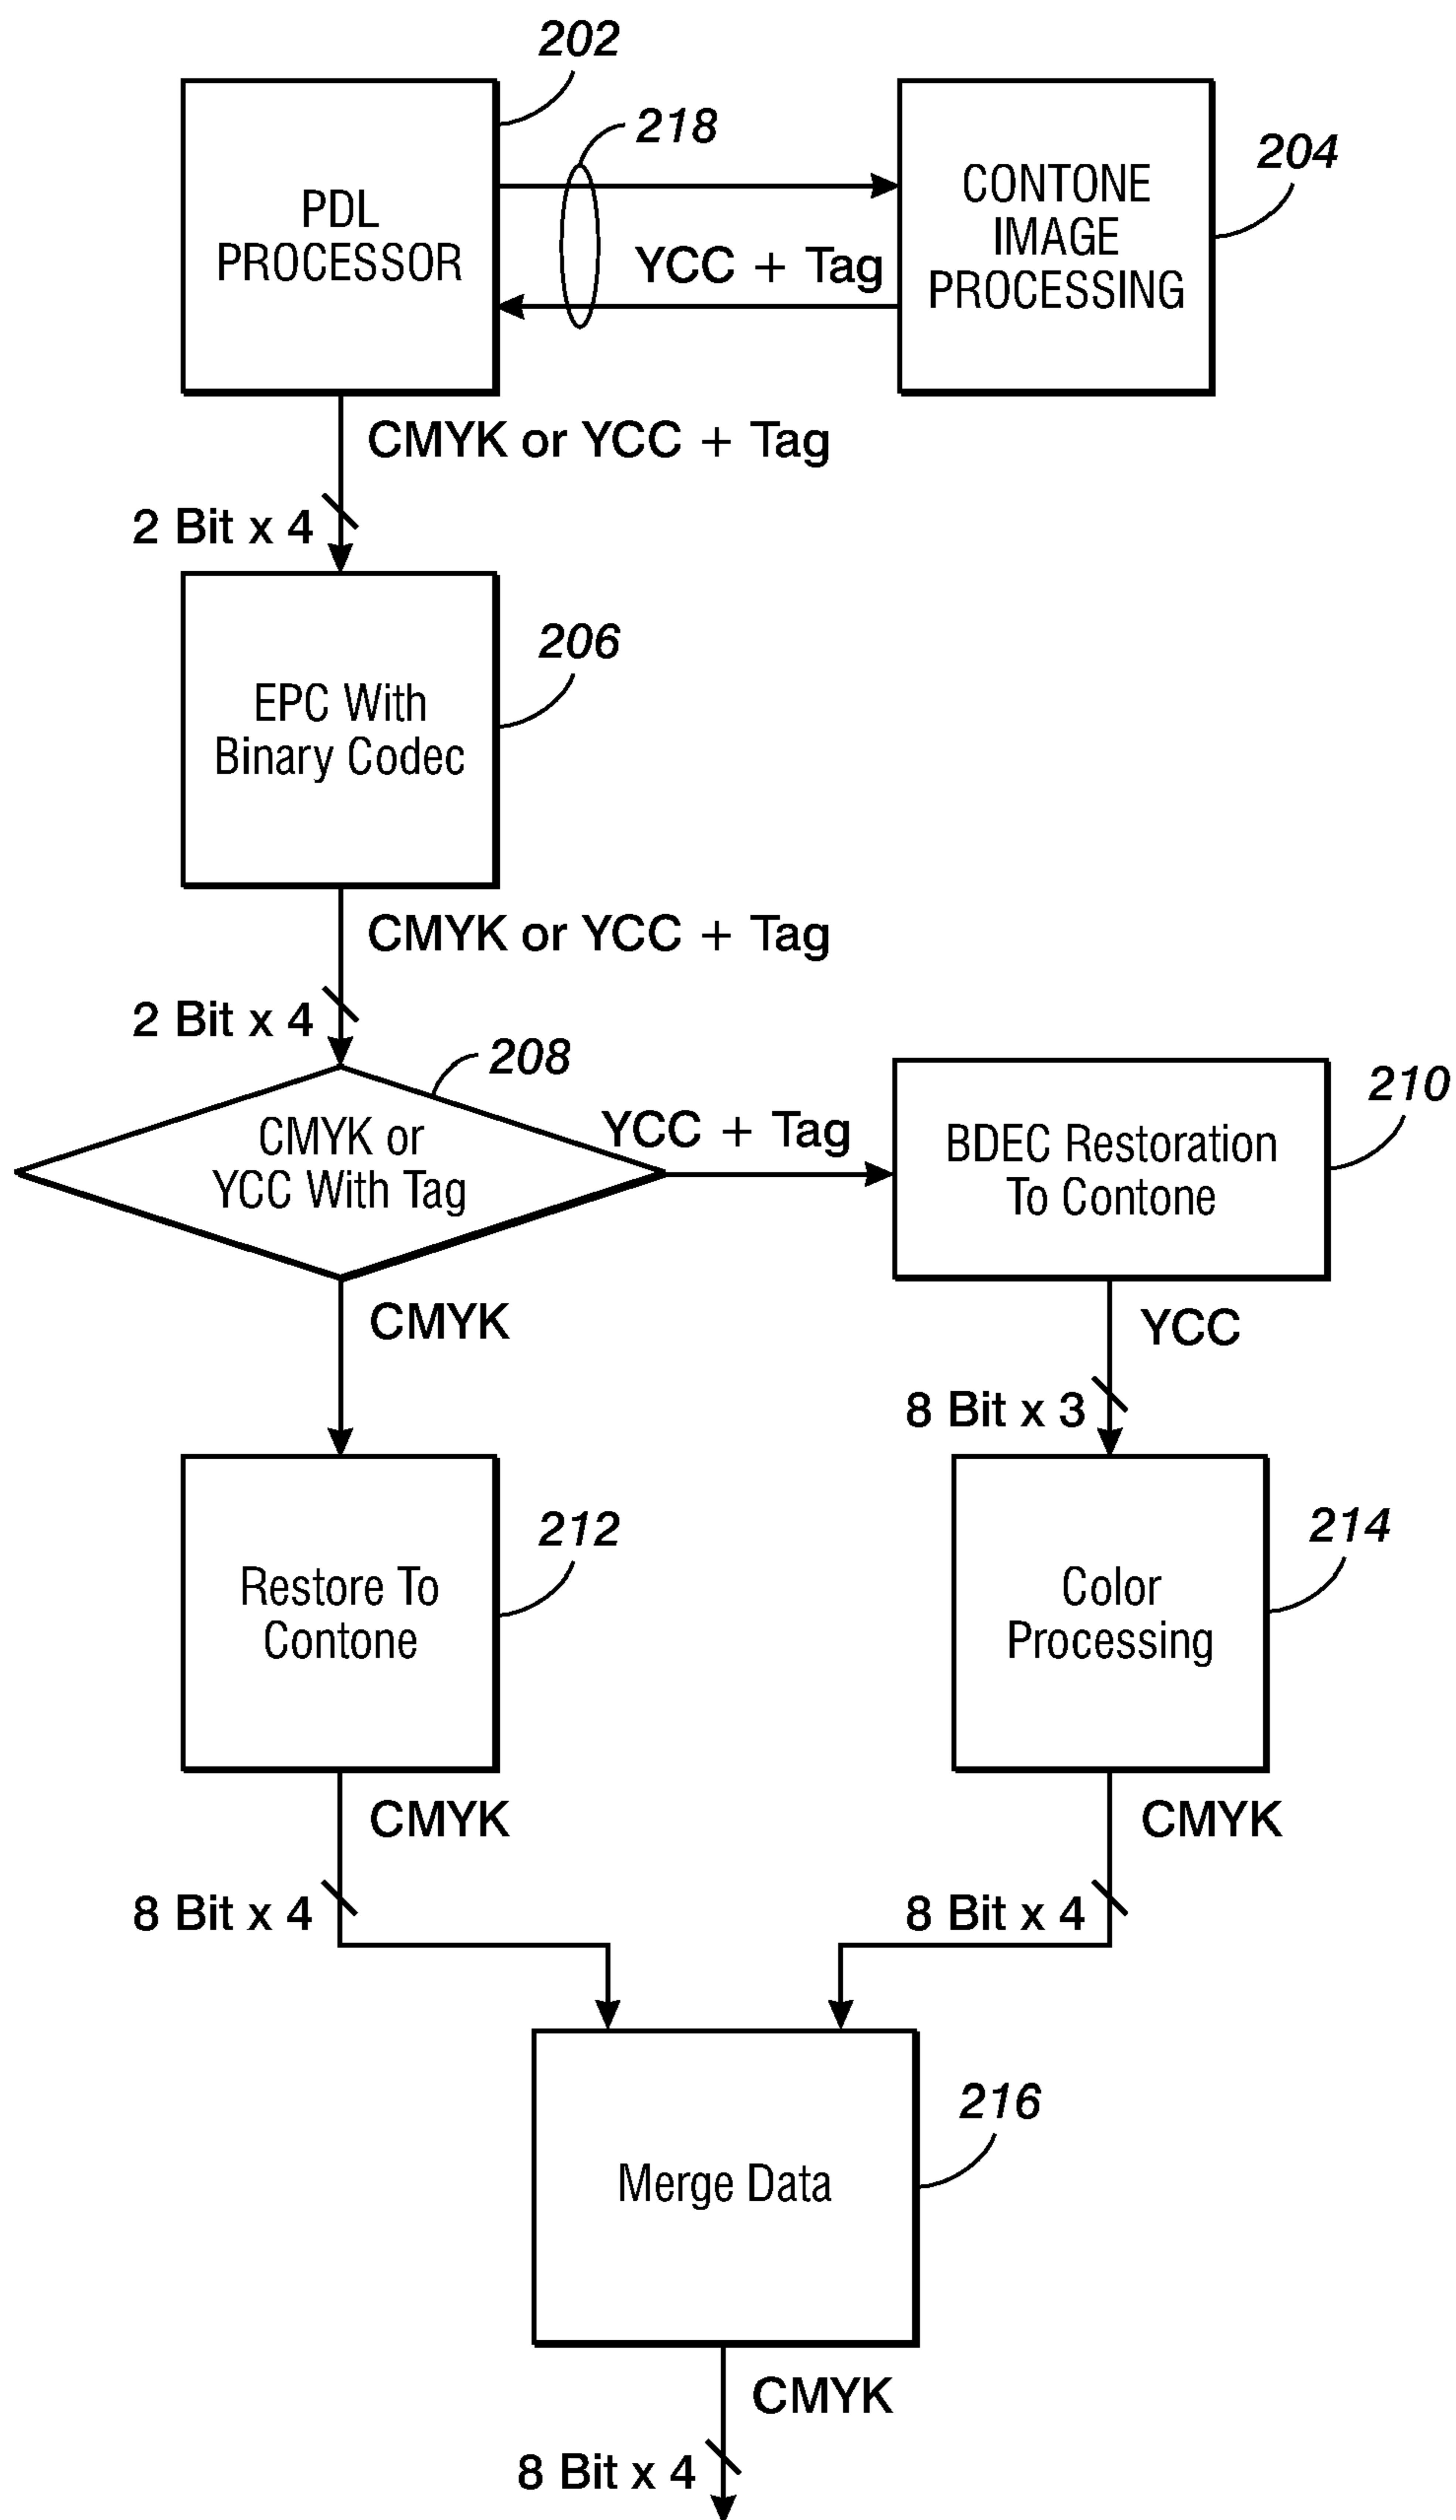 202
218
204
PDL
PROCESSOR
CONTONE
IMAGE
PROCESSING
YCC + Tag
CMYK or YCC + Tag
2 Bit x 4
206
EPC With
Binary Codec
CMYK or YCC + Tag
2 Bit x 4
208
CMYK or
YCC With Tag
YCC + Tag
210
BDEC Restoration
To Contone
CMYK
YCC
8 Bit x 3
212
Restore To
Contone
214
Color
Processing
CMYK
CMYK
8 Bit x 4
8 Bit x 4
216
Merge Data
CMYK
8 Bit x 4